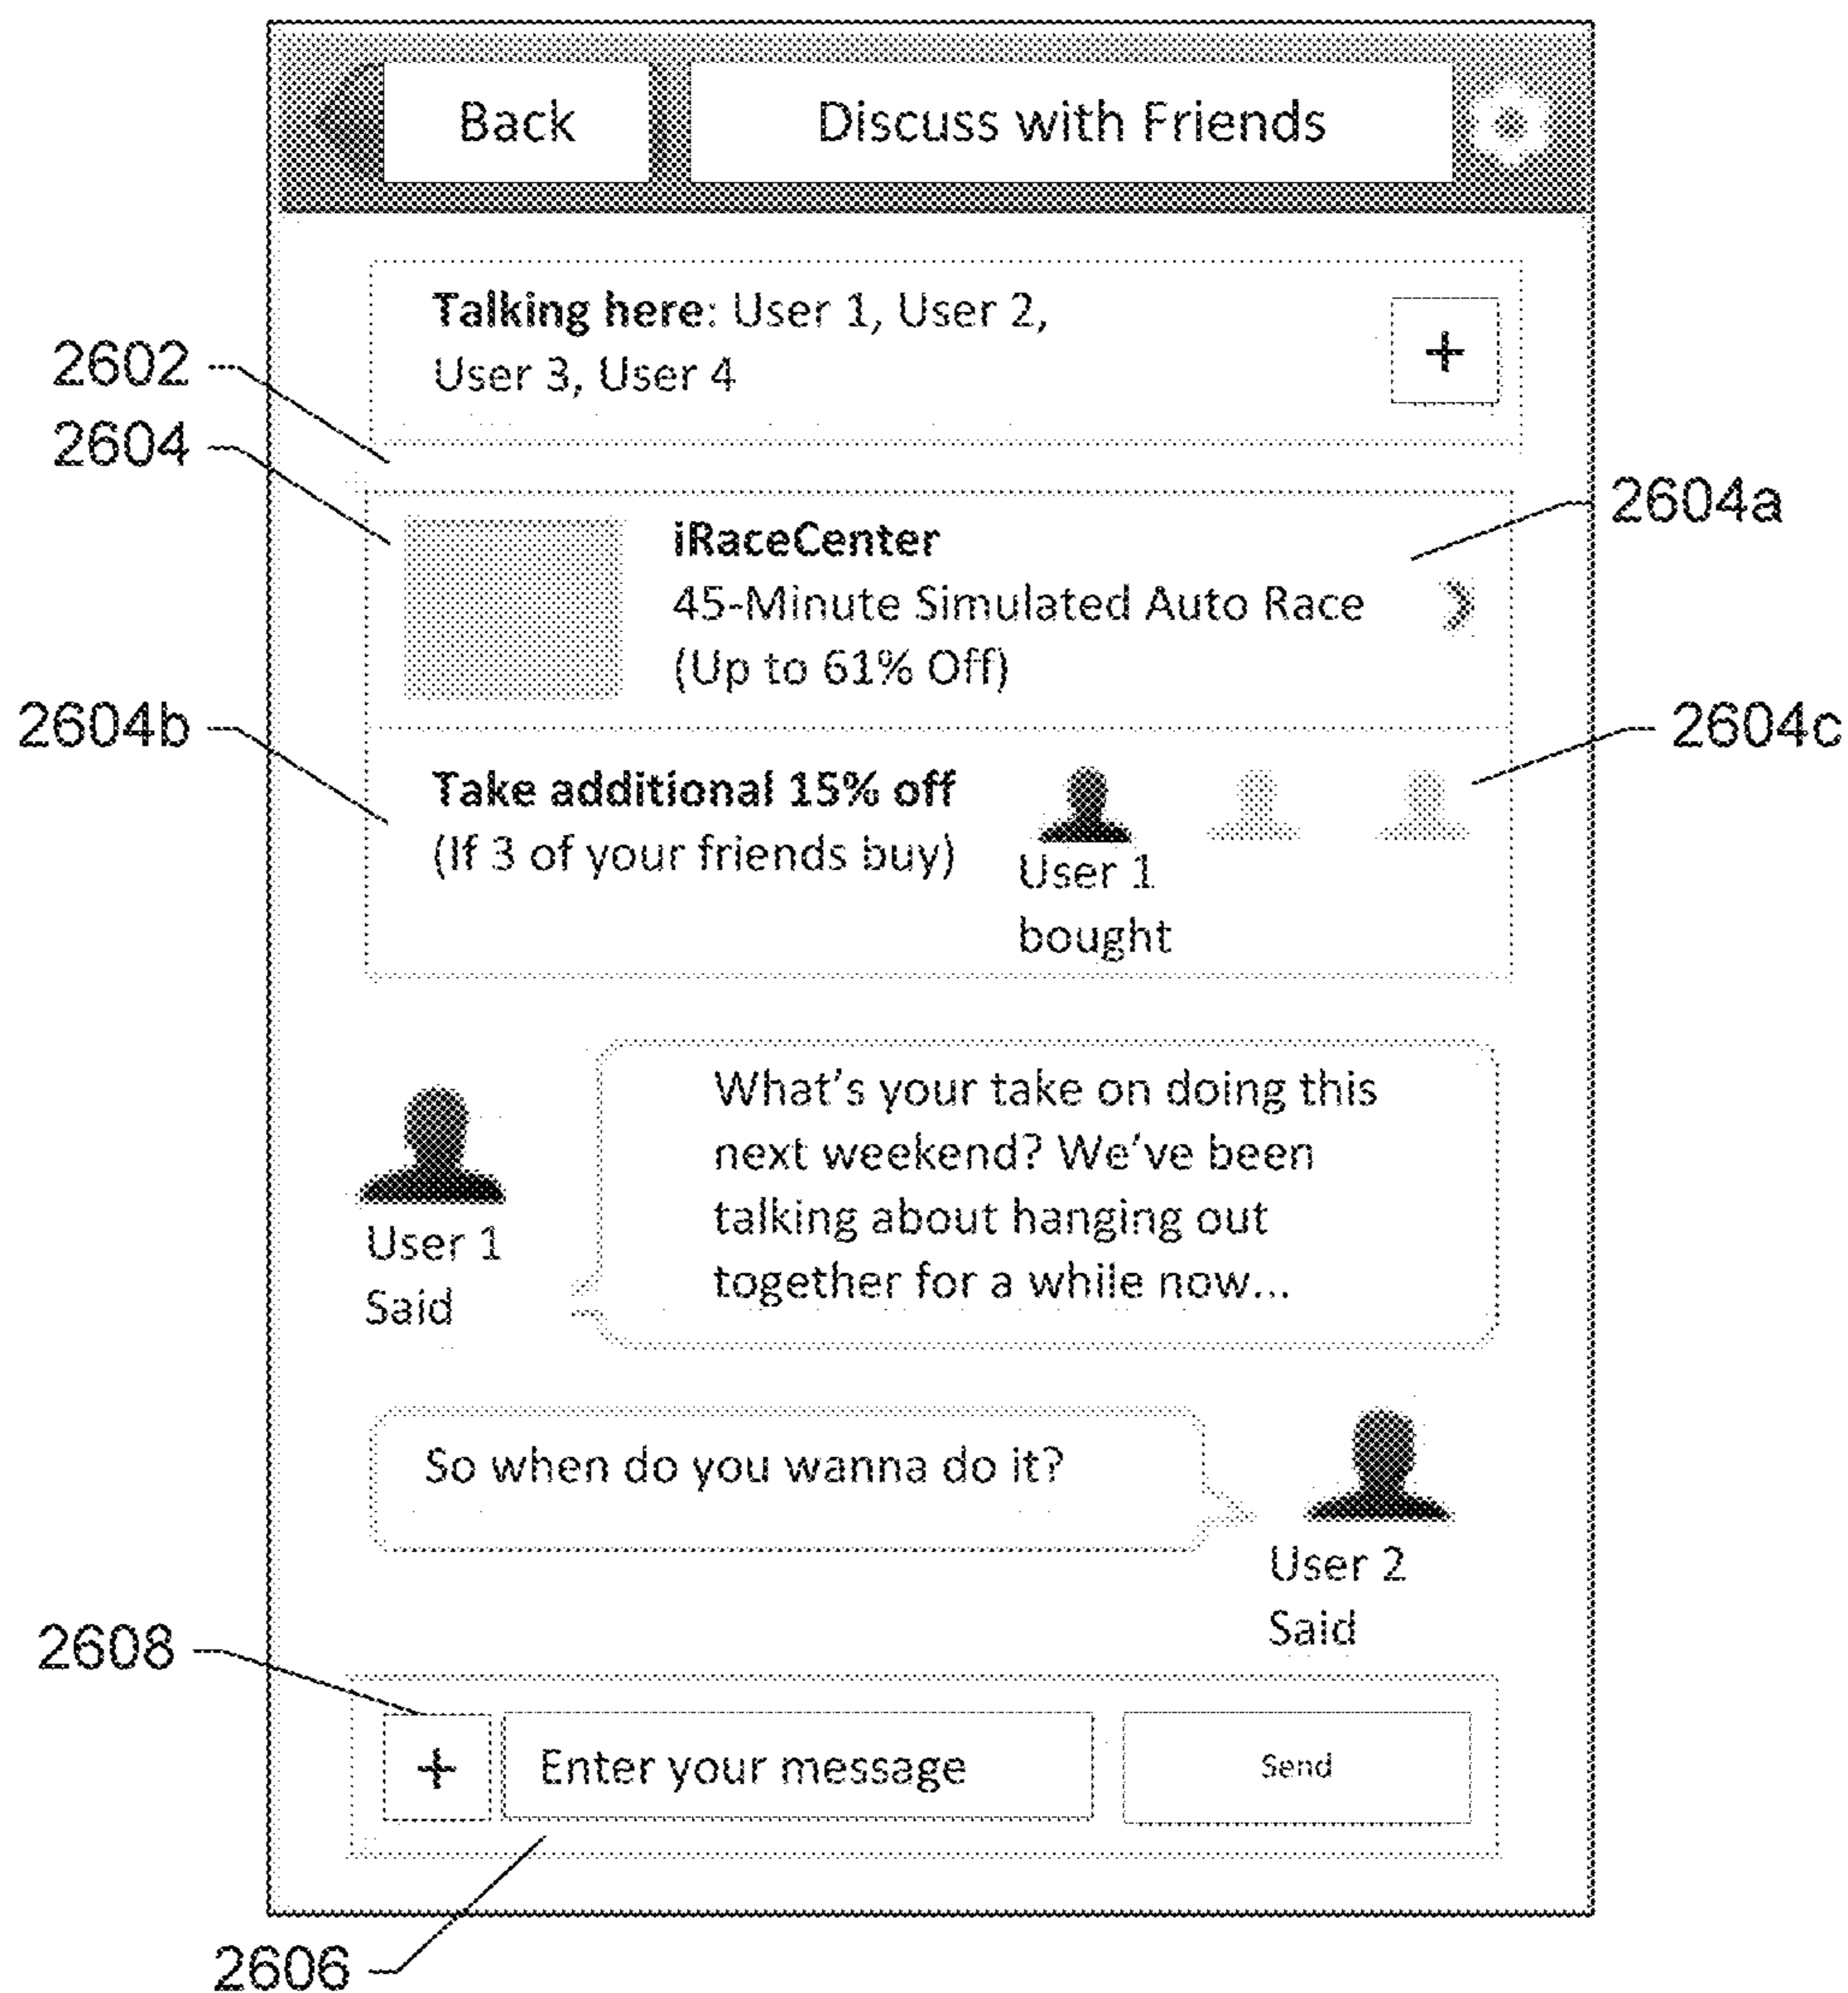 Back
Discuss with Friends
Talking here: User 1, User 2,
User 3, User 4
+
2602
2604
2604a
iRaceCenter
45-Minute Simulated Auto Race
(Up to 61% Off)
2604b
2604c
Take additional 15% off
(If 3 of your friends buy)
User 1
bought
What's your take on doing this
next weekend? We've been
talking about hanging out
together for a while now...
User 1
Said
So when do you wanna do it?
User 2
Said
2608
+
Enter your message
Send
2606